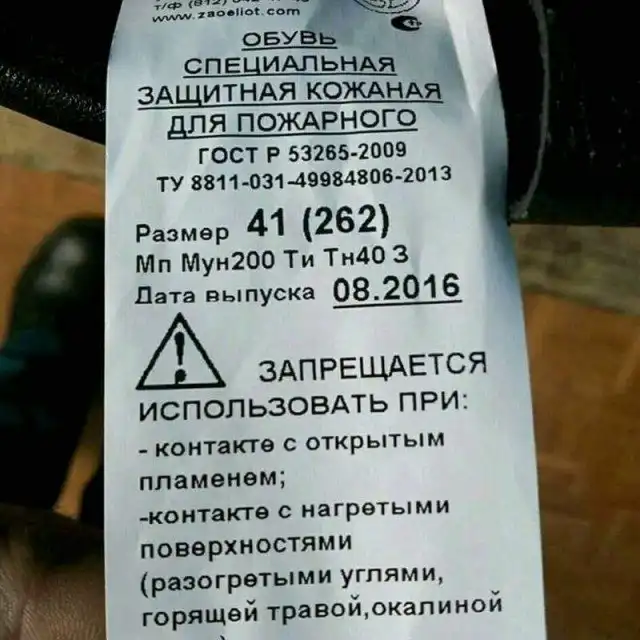 www.zaoeliot.com
ОБУВЬ
СПЕЦИАЛЬНАЯ
ЗАЩИТНАЯ КОЖАНАЯ
ДЛЯ ПОЖАРНОГО
ГОСТ Р 53265-2009
ТУ 8811-031-49984806-2013
Размер 41 (262)
Мп Мун200 Ти Тн40 З
Дата выпуска 08.2016
ЗАПРЕЩАЕТСЯ
ИСПОЛЬЗОВАТЬ ПРИ:
- контакте с открытым
пламенем;
-контакте с нагретыми
поверхностями
(разогретыми углями,
горящей травой,окалиной